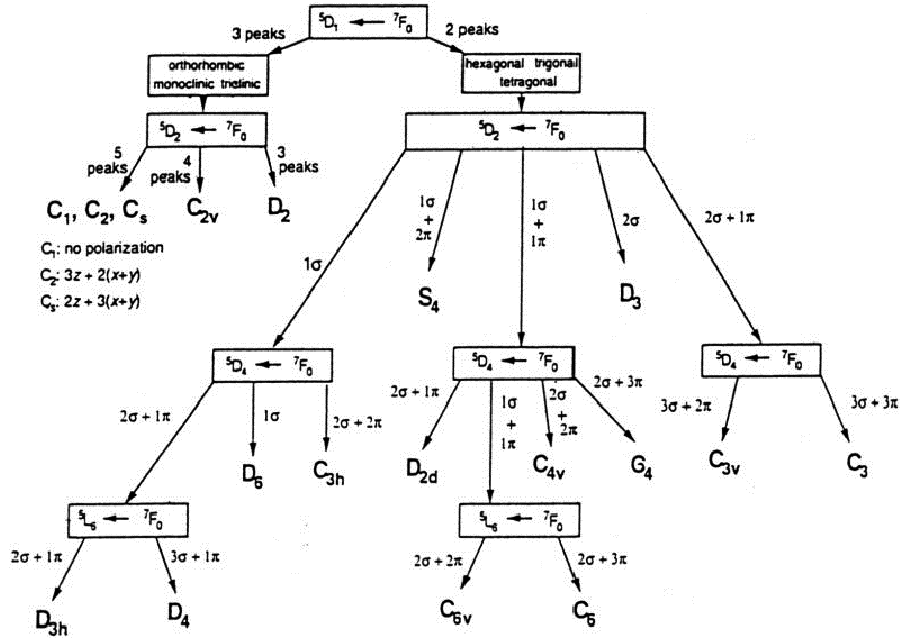 ⁵D₁ ← ⁷F₀
3 peaks
2 peaks
orthorhombic
monoclinic triclinic
hexagonal trigonal
tetragonal
⁵D₂ ← ⁷F₀
⁵D₂ ← ⁷F₀
5
peaks
4
peaks
3
peaks
C₁, C₂, Cₛ
C₂ᵥ
D₂
C₁: no polarization
C₂: 3z + 2(x+y)
Cₛ: 2z + 3(x+y)
1σ
1σ
+
2π
1σ
+
1π
2σ
2σ + 1π
S₄
D₃
⁵D₄ ← ⁷F₀
⁵D₄ ← ⁷F₀
⁵D₄ ← ⁷F₀
2σ + 1π
1σ
2σ + 2π
2σ + 1π
1σ
+
1π
2σ
+
2π
2σ + 3π
3σ + 2π
3σ + 3π
D₆
C₃ₕ
D₂d
C₄ᵥ
G₄
C₃ᵥ
C₃
⁵L₆ ← ⁷F₀
⁵L₆ ← ⁷F₀
2σ + 1π
3σ + 1π
2σ + 2π
2σ + 3π
D₃ₕ
D₄
C₆ᵥ
C₆